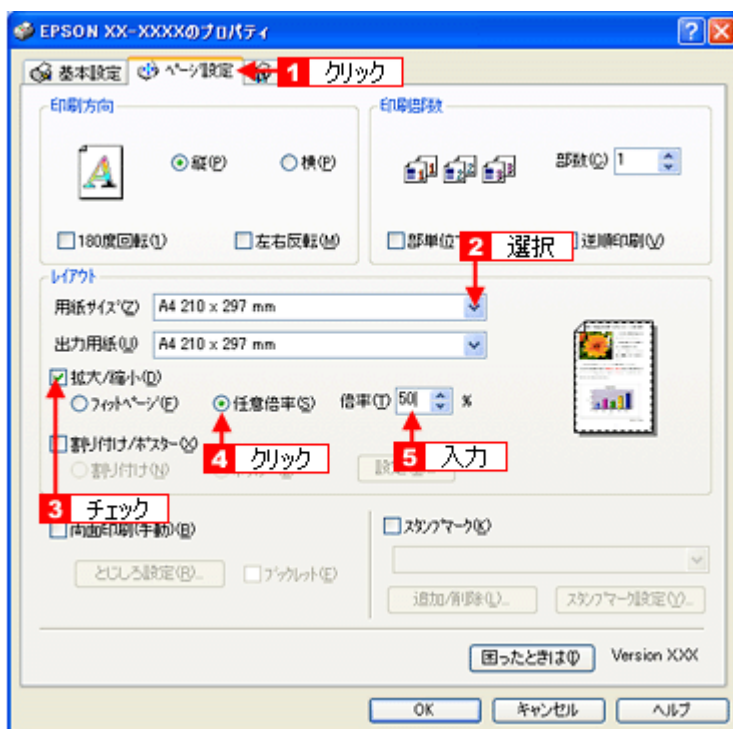 EPSON XX-XXXXのプロパティ
基本設定 ページ設定 1 クリック
印刷方向
印刷部数
縦(P) 横(P)
部数(C) 1
180度回転(1) 左右反転(M)
部単位 2 選択 逆順印刷(V)
レイアウト
用紙サイズ(Z) A4 210 x 297 mm
出力用紙(U) A4 210 x 297 mm
拡大/縮小(D)
フィットページ(F) 任意倍率(S) 倍率(T) 50 %
割り付け/ポスター(X)
割り付け(N) 4 クリック 5 入力
3 チェック
両面印刷(手動)(B)
スタンプマーク(K)
とじしろ設定(R)... ブックレット(E)
追加/削除(L)... スタンプマーク設定(Y)...
困ったときは(I) Version XXX
OK キャンセル ヘルプ